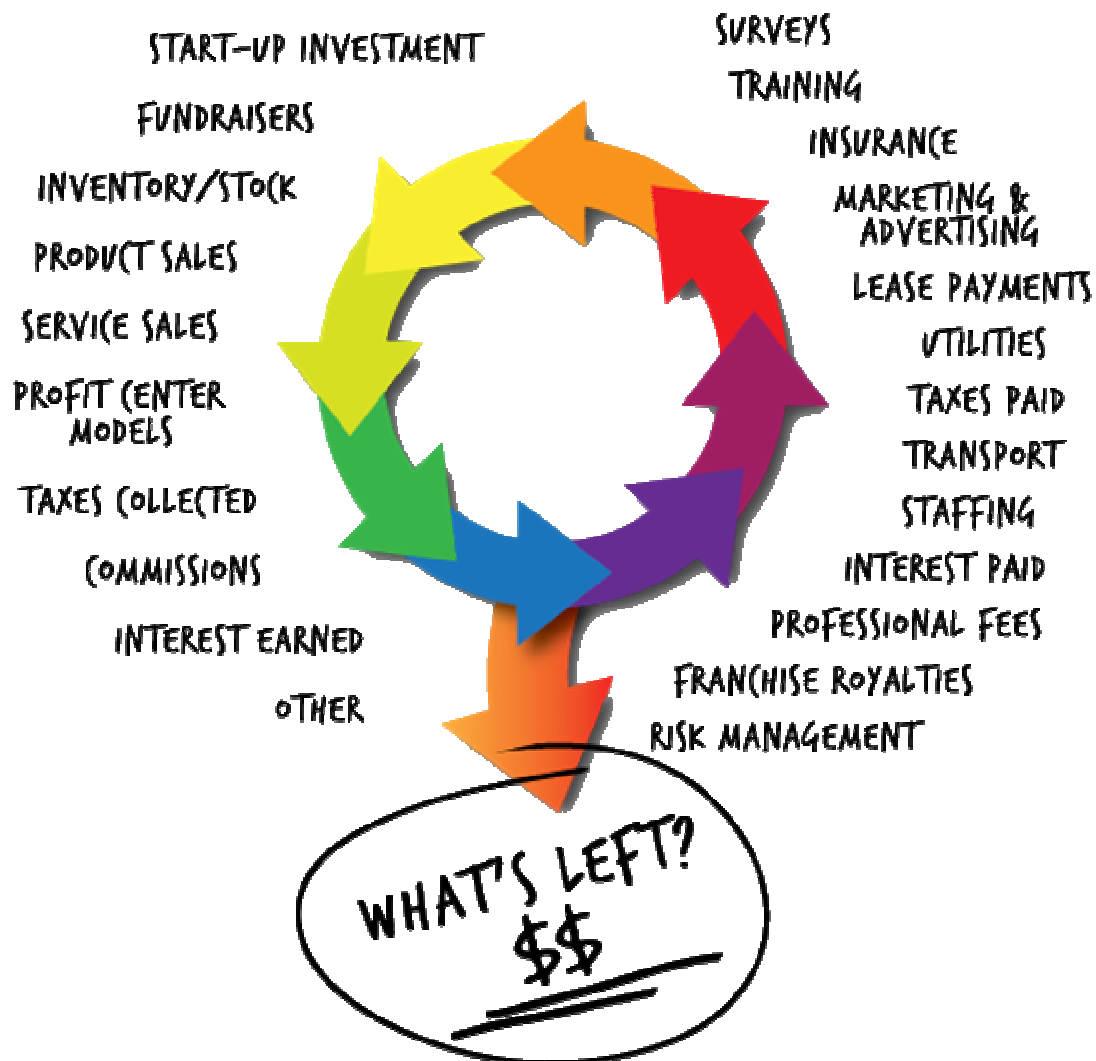 START-UP INVESTMENT
FUNDRAISERS
INVENTORY/STOCK
PRODUCT SALES
SERVICE SALES
PROFIT CENTER
MODELS
TAXES COLLECTED
COMMISSIONS
INTEREST EARNED
OTHER
SURVEYS
TRAINING
INSURANCE
MARKETING &
ADVERTISING
LEASE PAYMENTS
UTILITIES
TAXES PAID
TRANSPORT
STAFFING
INTEREST PAID
PROFESSIONAL FEES
FRANCHISE ROYALTIES
RISK MANAGEMENT
WHAT'S LEFT?
$$